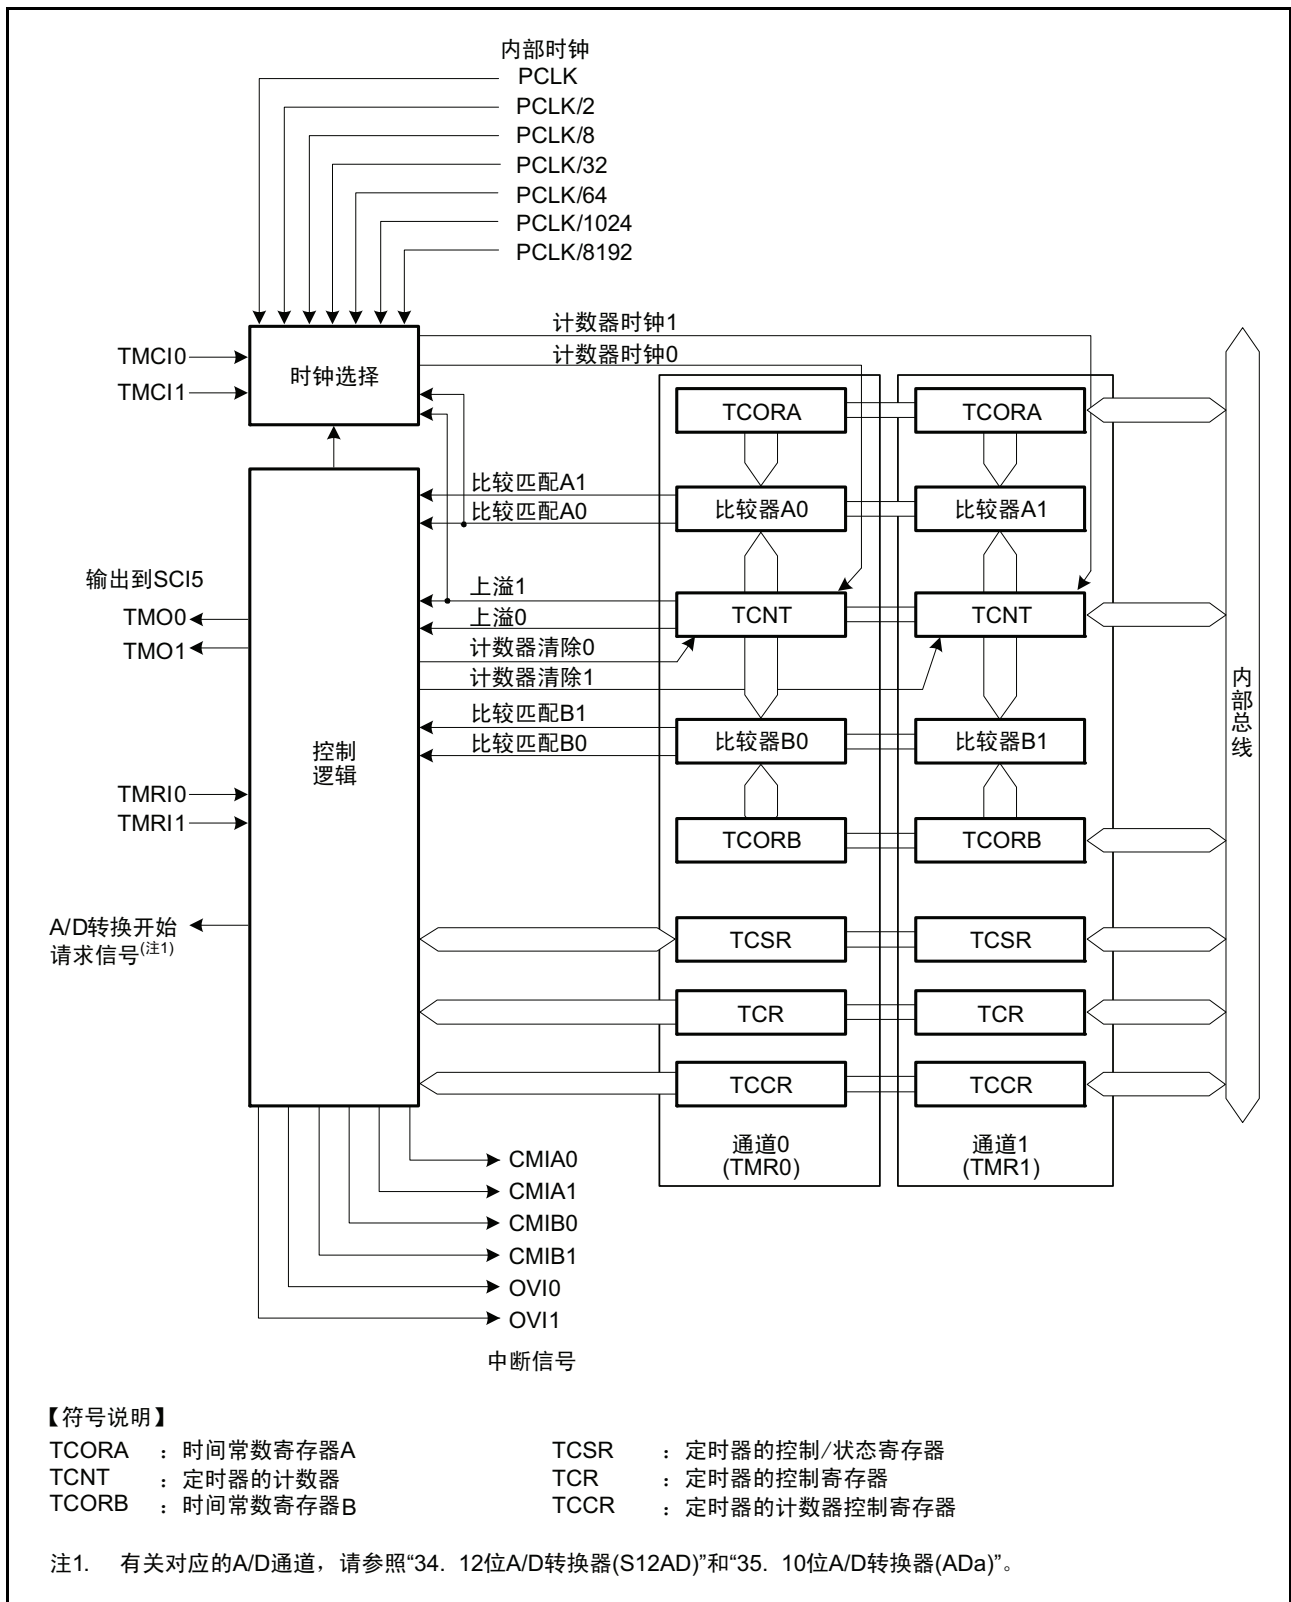 内部时钟
PCLK
PCLK/2
PCLK/8
PCLK/32
PCLK/64
PCLK/1024
PCLK/8192
计数器时钟1
计数器时钟0
TMCI0
TMCI1
时钟选择
TCORA
TCORA
比较匹配A1
比较匹配A0
比较器A0
比较器A1
输出到SCI5
TMO0
TMO1
上溢1
上溢0
计数器清除0
计数器清除1
TCNT
TCNT
内部总线
比较匹配B1
比较匹配B0
比较器B0
比较器B1
控制
逻辑
TMRI0
TMRI1
TCORB
TCORB
A/D转换开始
请求信号(注1)
TCSR
TCSR
TCR
TCR
TCCR
TCCR
通道0
(TMR0)
通道1
(TMR1)
CMIA0
CMIA1
CMIB0
CMIB1
OVI0
OVI1
中断信号
【符号说明】
TCORA ：时间常数寄存器A
TCNT ：定时器的计数器
TCORB ：时间常数寄存器B
TCSR ：定时器的控制/状态寄存器
TCR ：定时器的控制寄存器
TCCR ：定时器的计数器控制寄存器
注1. 有关对应的A/D通道，请参照“34. 12位A/D转换器(S12AD)”和“35. 10位A/D转换器(ADa)”。